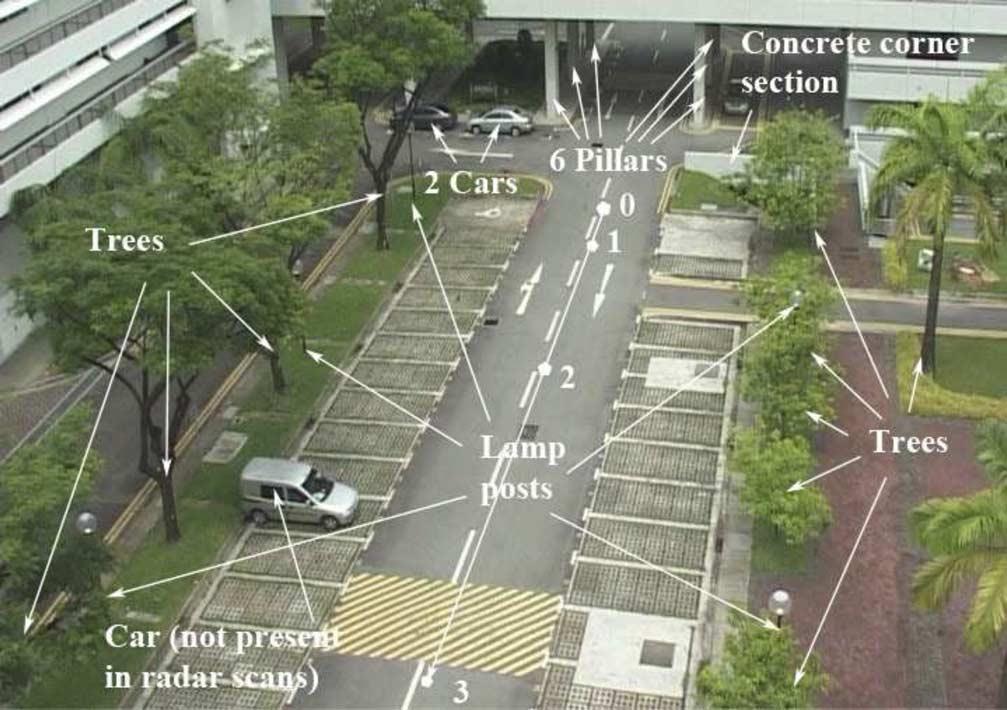 Concrete corner
section
6 Pillars
2 Cars
0
Trees
1
2
Lamp
posts
Trees
Car (not present
in radar scans)
3